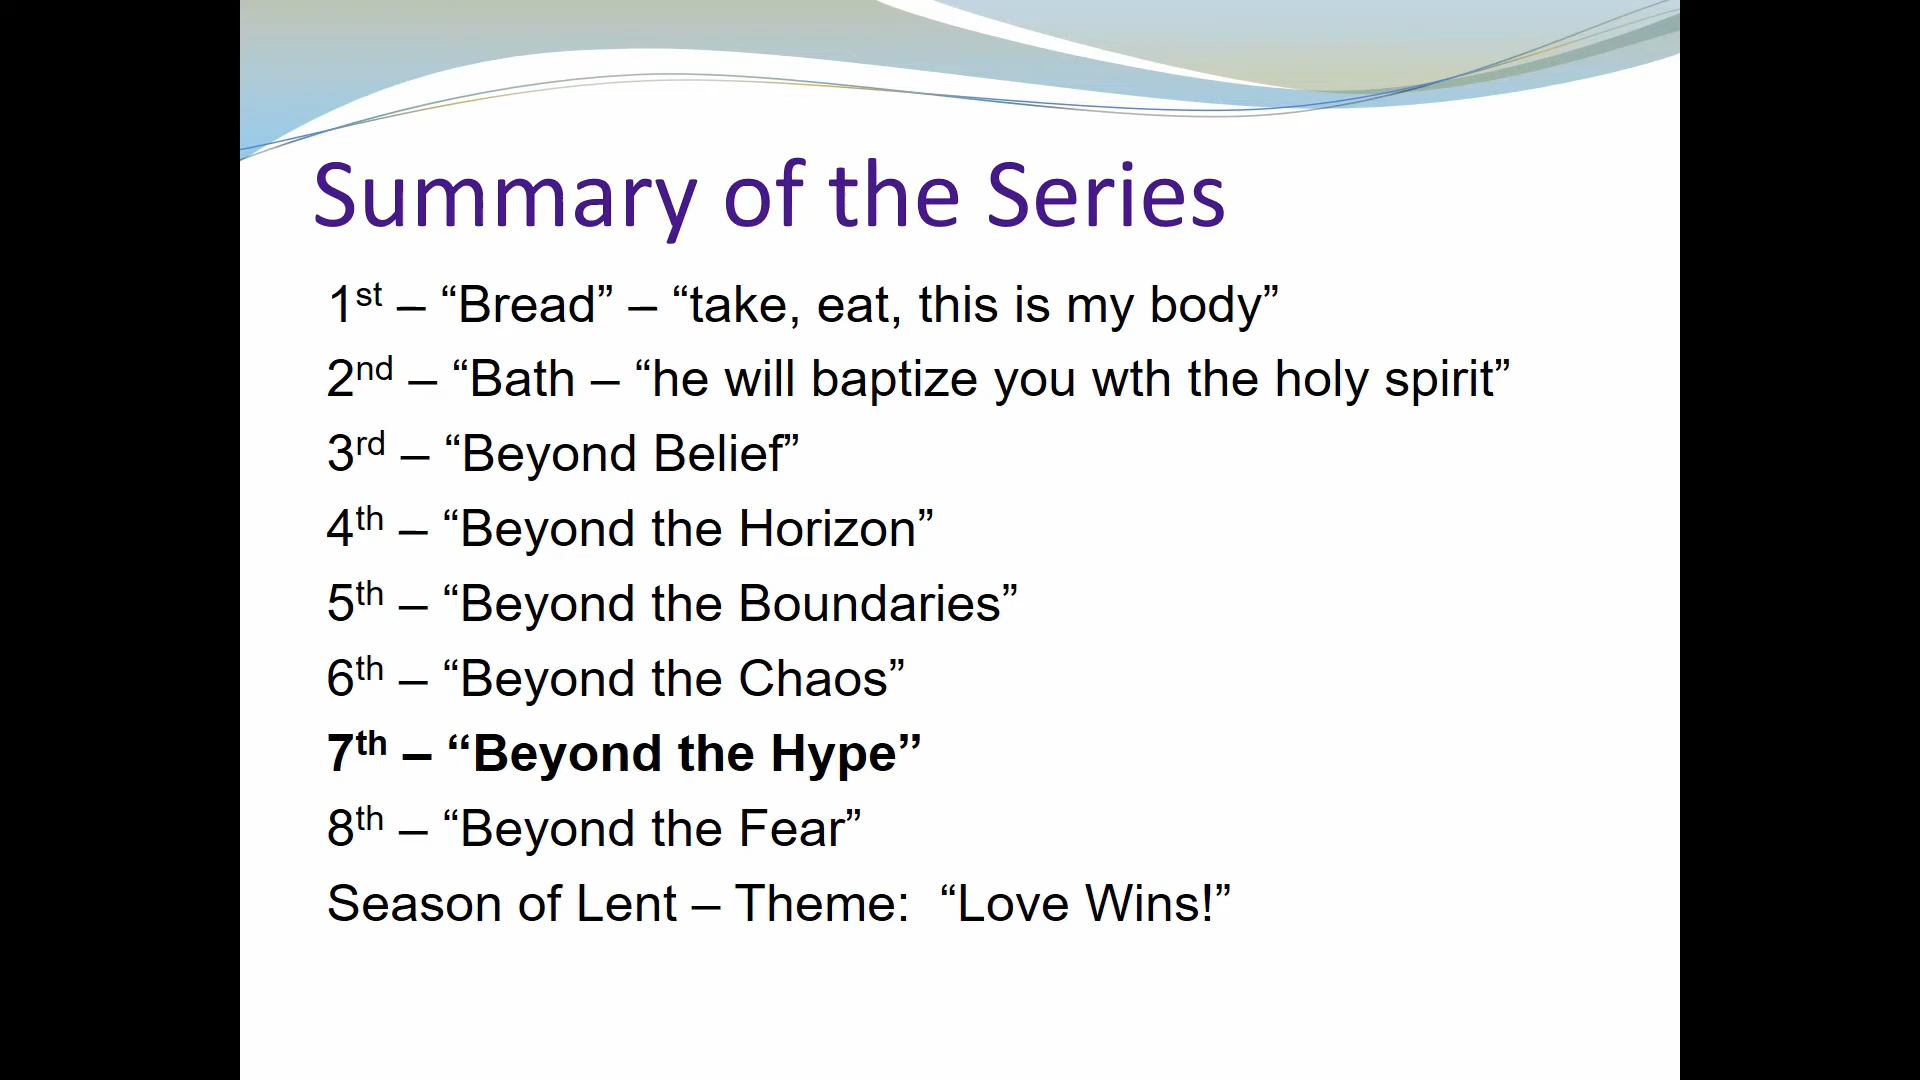 Summary of the Series
1st – “Bread” – “take, eat, this is my body”
2nd – “Bath – “he will baptize you wth the holy spirit”
3rd – “Beyond Belief”
4th – “Beyond the Horizon”
5th – “Beyond the Boundaries”
6th – “Beyond the Chaos”
7th – “Beyond the Hype”
8th – “Beyond the Fear”
Season of Lent – Theme:  “Love Wins!”